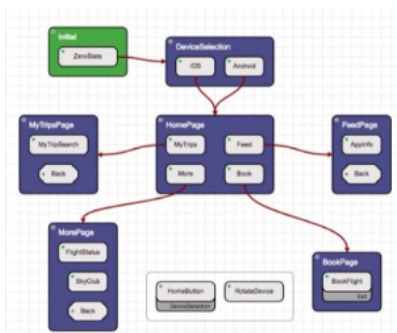 Initial
ZeroState
DeviceSelection
iOS
Android
MyTripsPage
MyTripSearch
Back
HomePage
MyTrips
Feed
More
Book
FeedPage
AppInfo
Back
MorePage
FlightStatus
SkyClub
Back
HomeButton
DeviceSelection
RotateDevice
BookPage
BookFlight
Exit